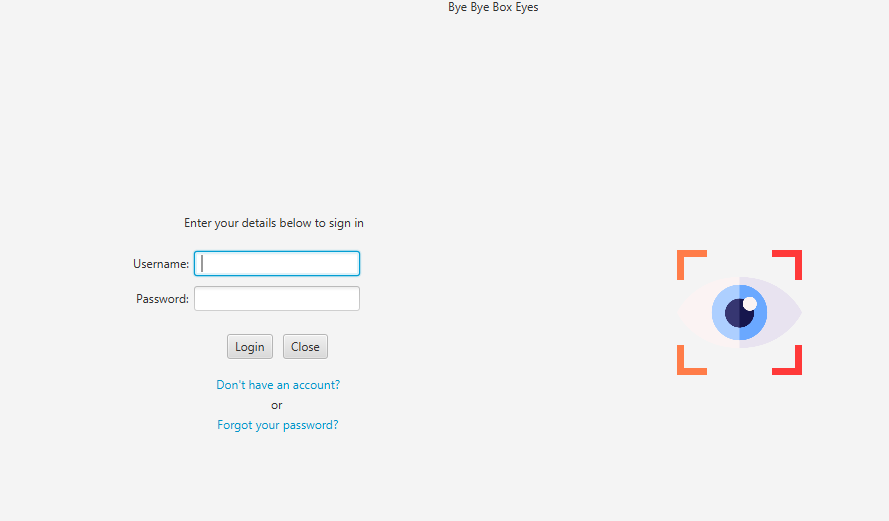 Bye Bye Box Eyes
Enter your details below to sign in
Username:
Password:
Login Close
Don't have an account?
or
Forgot your password?